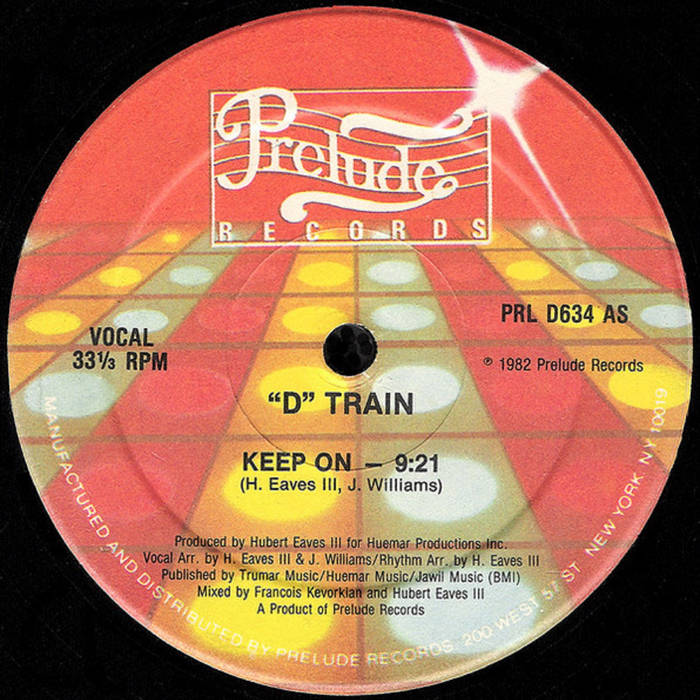 Prelude
RECORDS
VOCAL
33⅓ RPM
PRL D634 AS
℗ 1982 Prelude Records
“D” TRAIN
KEEP ON — 9:21
(H. Eaves III, J. Williams)
Produced by Hubert Eaves III for Huemar Productions Inc.
Vocal Arr. by H. Eaves III & J. Williams/Rhythm Arr. by H. Eaves III
Published by Trumar Music/Huemar Music/Jawil Music (BMI)
Mixed by Francois Kevorkian and Hubert Eaves III
A Product of Prelude Records
MANUFACTURED AND DISTRIBUTED BY PRELUDE RECORDS, 200 WEST ST NEW YORK, NY 10019